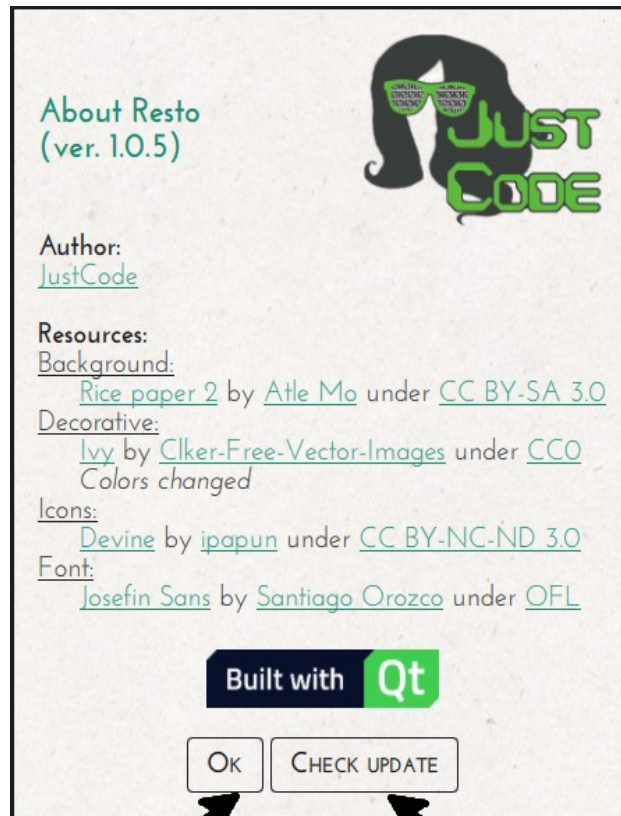 About Resto
(ver. 1.0.5)
JUST
CODE
Author:
JustCode
Resources:
Background:
Rice paper 2 by Atle Mo under CC BY-SA 3.0
Decorative:
Ivy by Clker-Free-Vector-Images under CC0
Colors changed
Icons:
Devine by ipapun under CC BY-NC-ND 3.0
Font:
Josefin Sans by Santiago Orozco under OFL
Built with Qt
OK
CHECK UPDATE